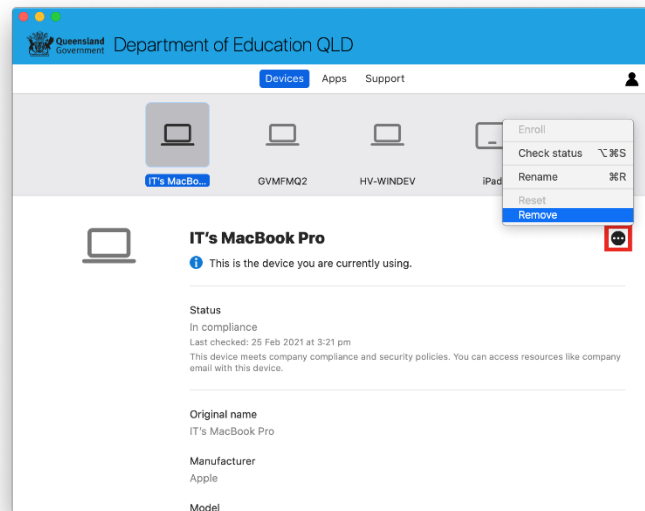 Queensland
Government
Department of Education QLD
Devices Apps Support
IT's MacBo... GVMFMQ2 HV-WINDEV iPad
Enroll
Check status ⌥⌘S
Rename ⌘R
Reset
Remove
IT's MacBook Pro
This is the device you are currently using.
Status
In compliance
Last checked: 25 Feb 2021 at 3:21 pm
This device meets company compliance and security policies. You can access resources like company
email with this device.
Original name
IT's MacBook Pro
Manufacturer
Apple
Model